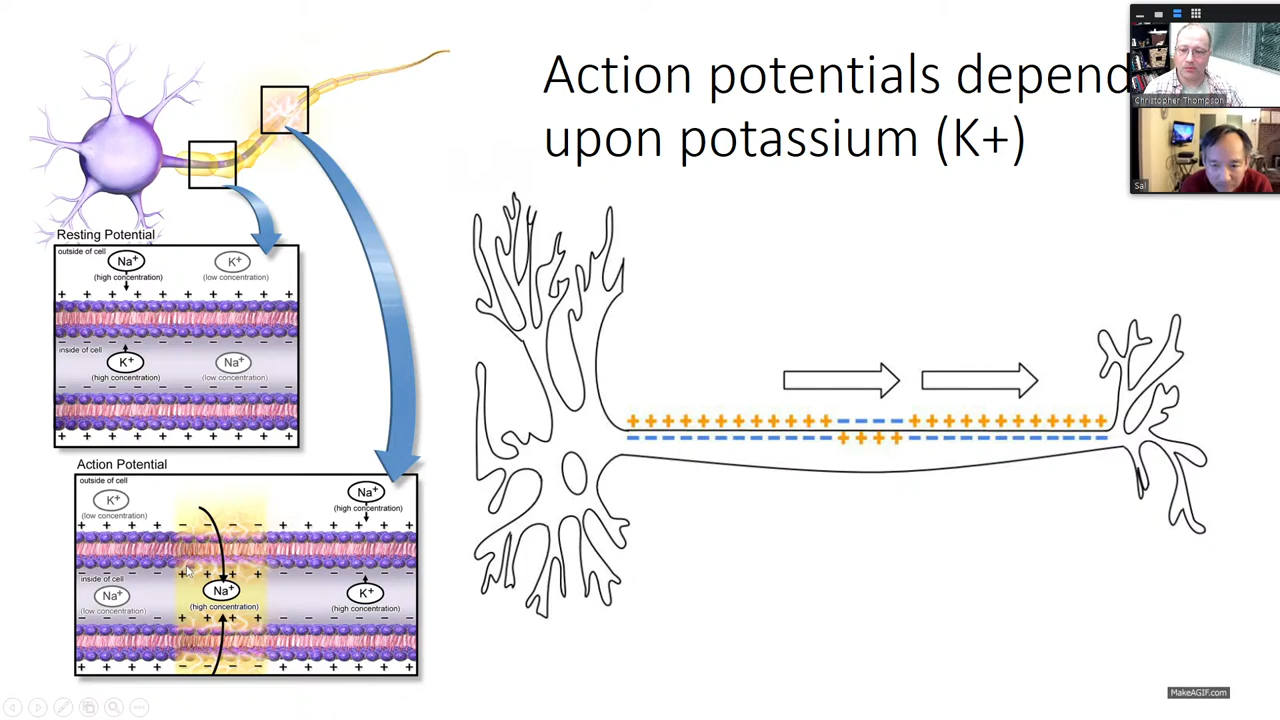 Action potentials depend
upon potassium (K+)
Christopher Thompson
Sal
Resting Potential
outside of cell
Na+
(high concentration)
K+
(low concentration)
inside of cell
K+
(high concentration)
Na+
(low concentration)
Action Potential
outside of cell
K+
(low concentration)
Na+
(high concentration)
inside of cell
Na+
(low concentration)
Na+
(high concentration)
K+
(high concentration)
MakeAGIF.com